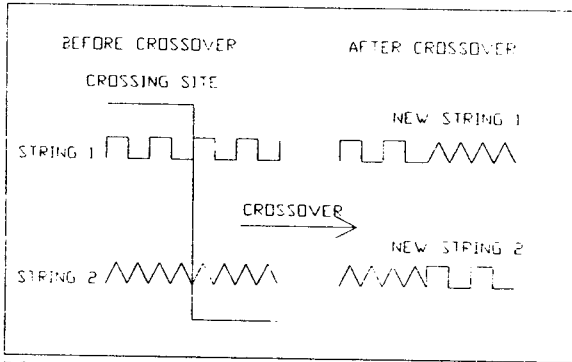 BEFORE CROSSOVER
AFTER CROSSOVER
CROSSING SITE
NEW STRING 1
STRING 1
CROSSOVER
NEW STRING 2
STRING 2